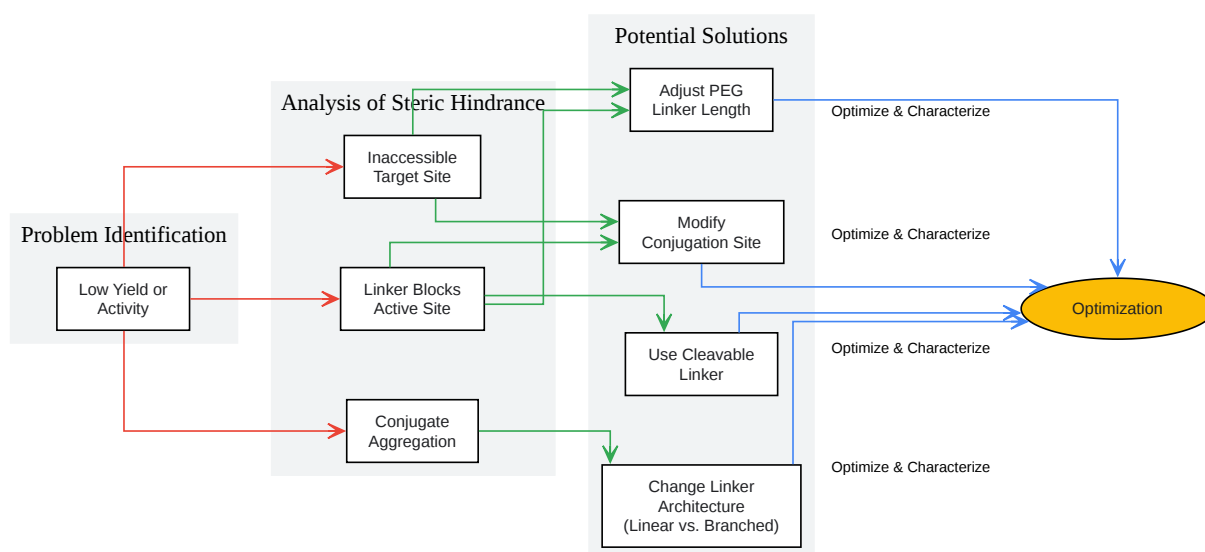 Problem Identification
Low Yield or
Activity
Analysis of Steric Hindrance
Inaccessible
Target Site
Linker Blocks
Active Site
Conjugate
Aggregation
Potential Solutions
Adjust PEG
Linker Length
Modify
Conjugation Site
Use Cleavable
Linker
Change Linker
Architecture
(Linear vs. Branched)
Optimize & Characterize
Optimize & Characterize
Optimize & Characterize
Optimize & Characterize
Optimization